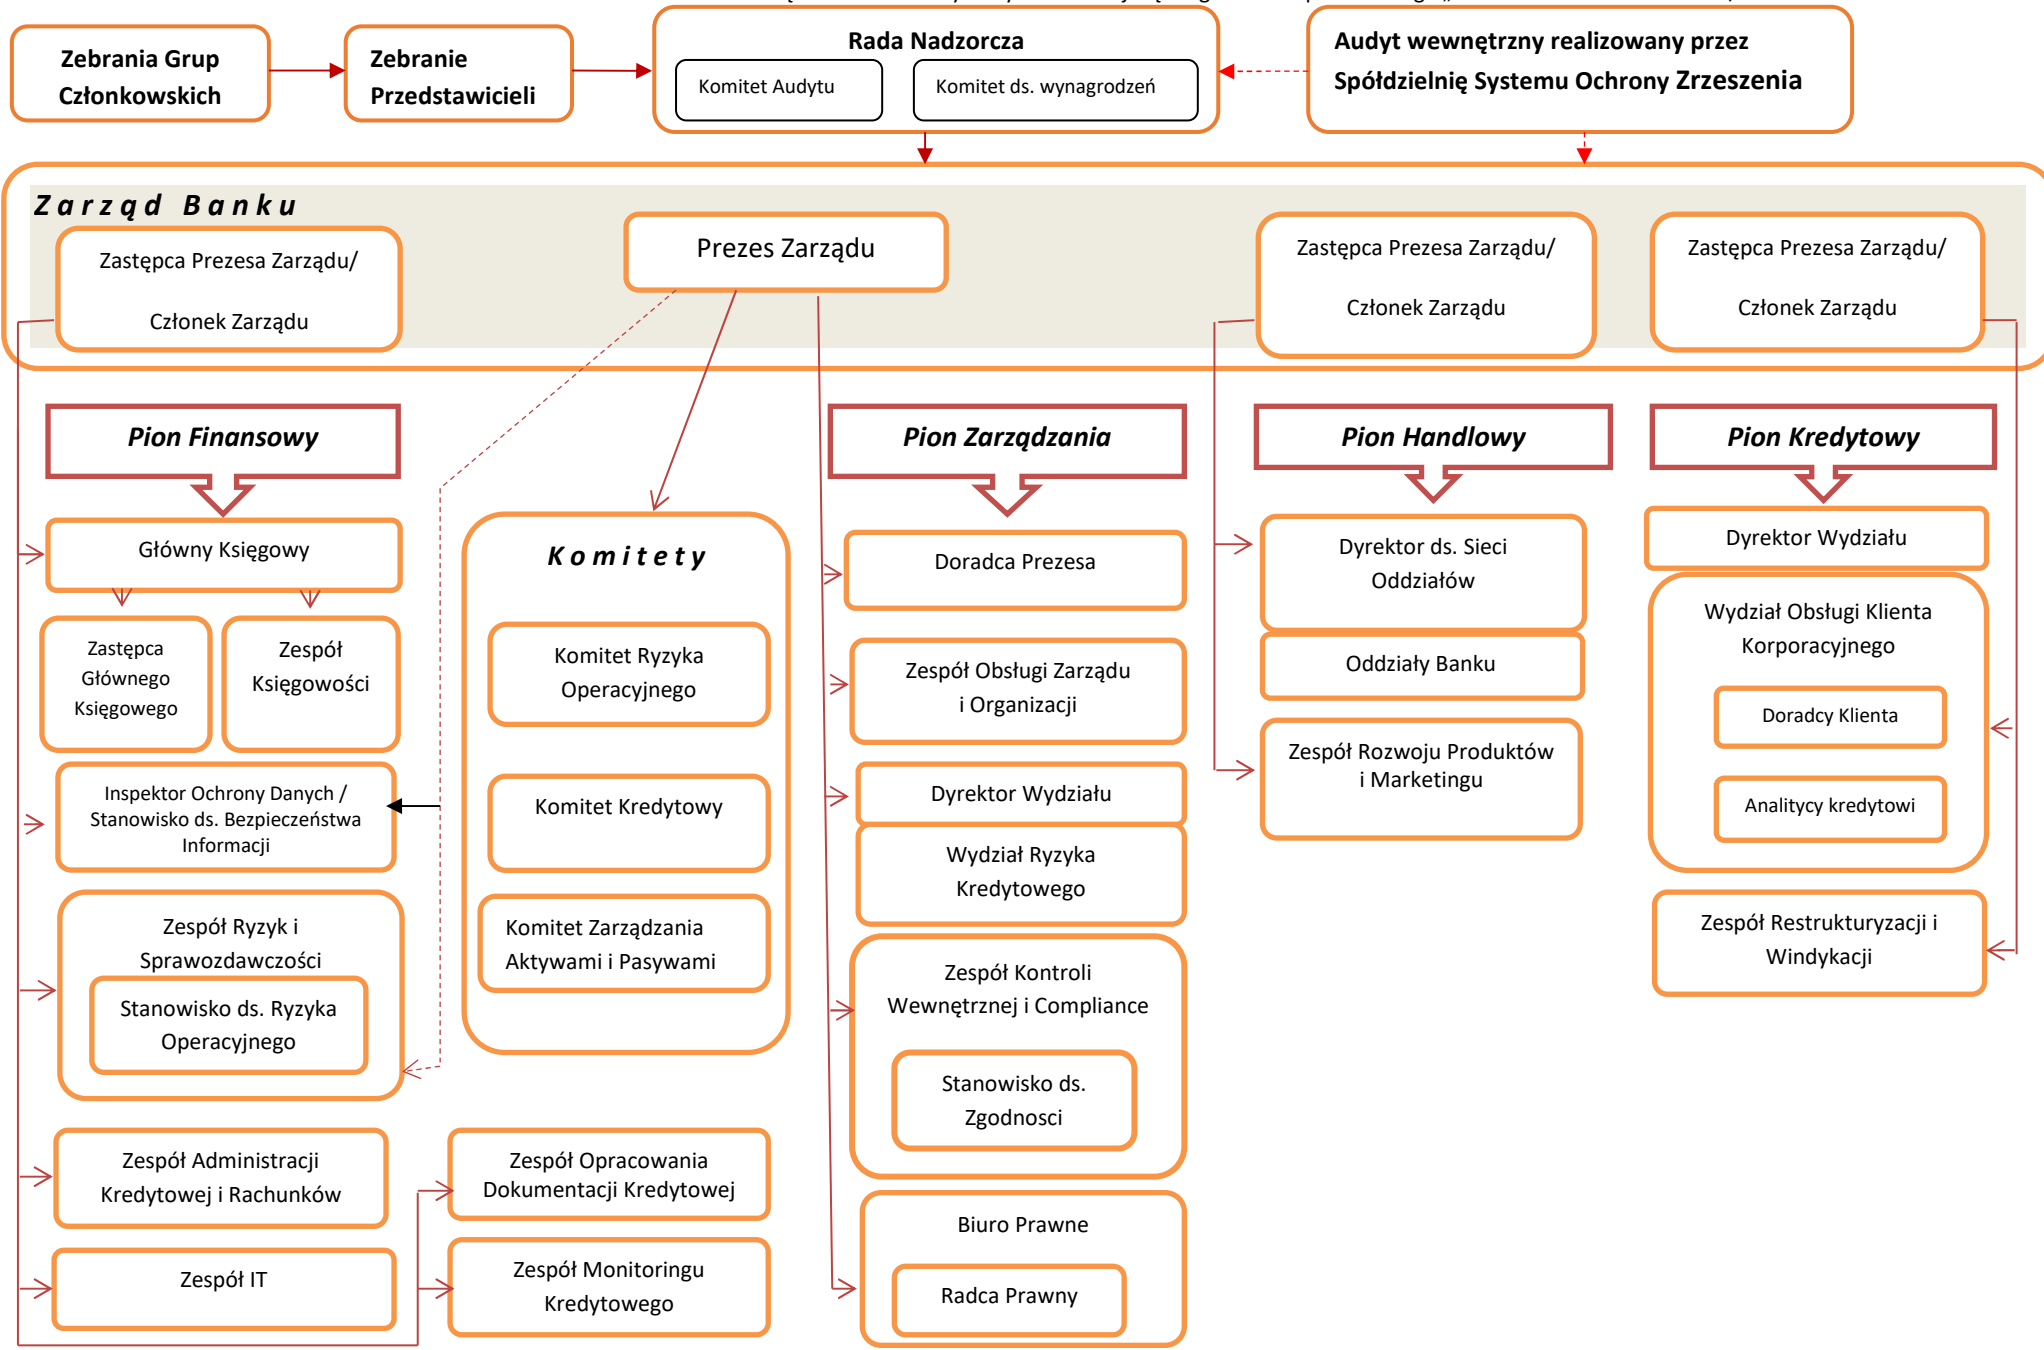 Zebrania Grup
Członkowskich
Zebranie
Przedstawicieli
Rada Nadzorcza
Komitet Audytu
Komitet ds. wynagrodzeń
Audyt wewnętrzny realizowany przez
Spółdzielnię Systemu Ochrony Zrzeszenia
Zarząd Banku
Zastępca Prezesa Zarządu/
Członek Zarządu
Prezes Zarządu
Zastępca Prezesa Zarządu/
Członek Zarządu
Zastępca Prezesa Zarządu/
Członek Zarządu
Pion Finansowy
Główny Księgowy
Zastępca
Głównego
Księgowego
Zespół
Księgowości
Inspektor Ochrony Danych /
Stanowisko ds. Bezpieczeństwa
Informacji
Zespół Ryzyk i
Sprawozdawczości
Stanowisko ds. Ryzyka
Operacyjnego
Zespół Administracji
Kredytowej i Rachunków
Zespół IT
Komitety
Komitet Ryzyka
Operacyjnego
Komitet Kredytowy
Komitet Zarządzania
Aktywami i Pasywami
Zespół Opracowania
Dokumentacji Kredytowej
Zespół Monitoringu
Kredytowego
Pion Zarządzania
Doradca Prezesa
Zespół Obsługi Zarządu
i Organizacji
Dyrektor Wydziału
Wydział Ryzyka
Kredytowego
Zespół Kontroli
Wewnętrznej i Compliance
Stanowisko ds.
Zgodnosci
Biuro Prawne
Radca Prawny
Pion Handlowy
Dyrektor ds. Sieci
Oddziałów
Oddziały Banku
Zespół Rozwoju Produktów
i Marketingu
Pion Kredytowy
Dyrektor Wydziału
Wydział Obsługi Klienta
Korporacyjnego
Doradcy Klienta
Analitycy kredytowi
Zespół Restrukturyzacji i
Windykacji